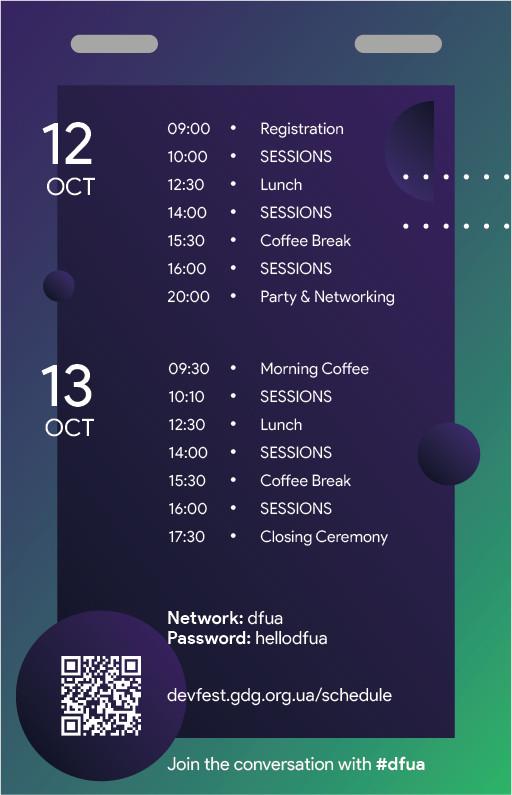 12
OCT
09:00 • Registration
10:00 • SESSIONS
12:30 • Lunch
14:00 • SESSIONS
15:30 • Coffee Break
16:00 • SESSIONS
20:00 • Party & Networking
13
OCT
09:30 • Morning Coffee
10:10 • SESSIONS
12:30 • Lunch
14:00 • SESSIONS
15:30 • Coffee Break
16:00 • SESSIONS
17:30 • Closing Ceremony
Network: dfua
Password: hellodfua
devfest.gdg.org.ua/schedule
Join the conversation with #dfua